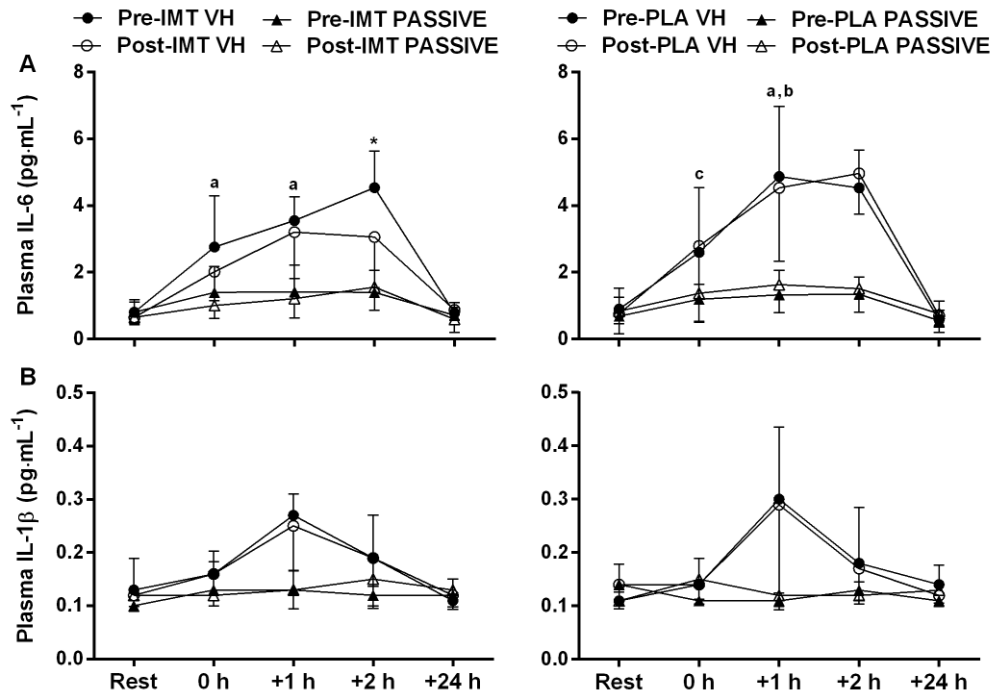 Pre-IMT VH Pre-IMT PASSIVE
Post-IMT VH Post-IMT PASSIVE
Pre-PLA VH Pre-PLA PASSIVE
Post-PLA VH Post-PLA PASSIVE
A
Plasma IL-6 (pg·mL⁻¹)
8
6
4
2
0
a
a
*
8
6
4
2
0
c
a,b
B
Plasma IL-1β (pg·mL⁻¹)
0.5
0.4
0.3
0.2
0.1
0.0
Rest 0 h +1 h +2 h +24 h
0.5
0.4
0.3
0.2
0.1
0.0
Rest 0 h +1 h +2 h +24 h